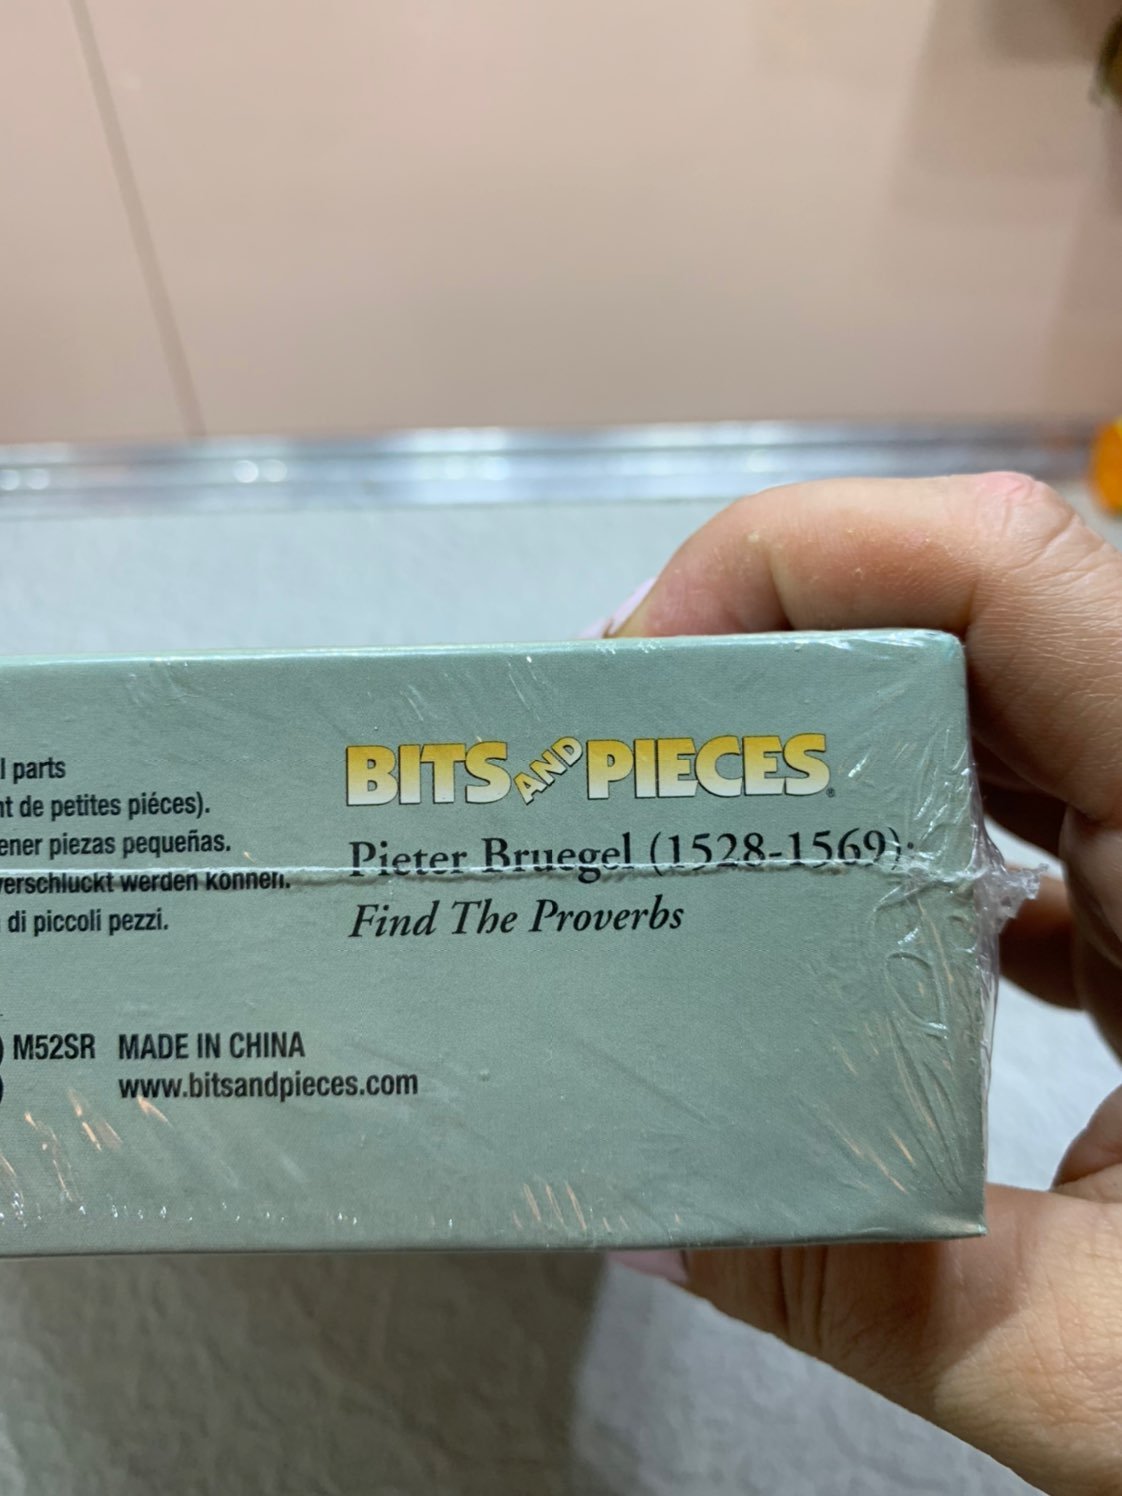 l parts
nt de petites piéces).
ener piezas pequeñas.
verschluckt werden können.
di piccoli pezzi.
M52SR MADE IN CHINA
www.bitsandpieces.com
BITS AND PIECES®
Pieter Bruegel (1528-1569):
Find The Proverbs